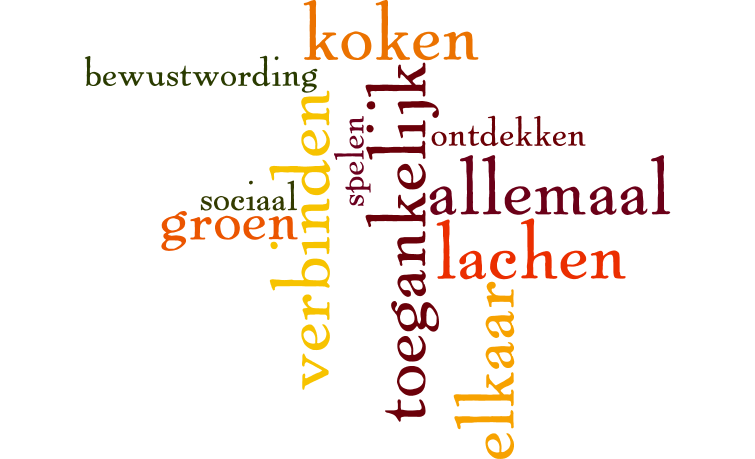 koken
bewustwording
verbinden
spelen
toegankelijk
ontdekken
sociaal
allemaal
groen
lachen
elkaar